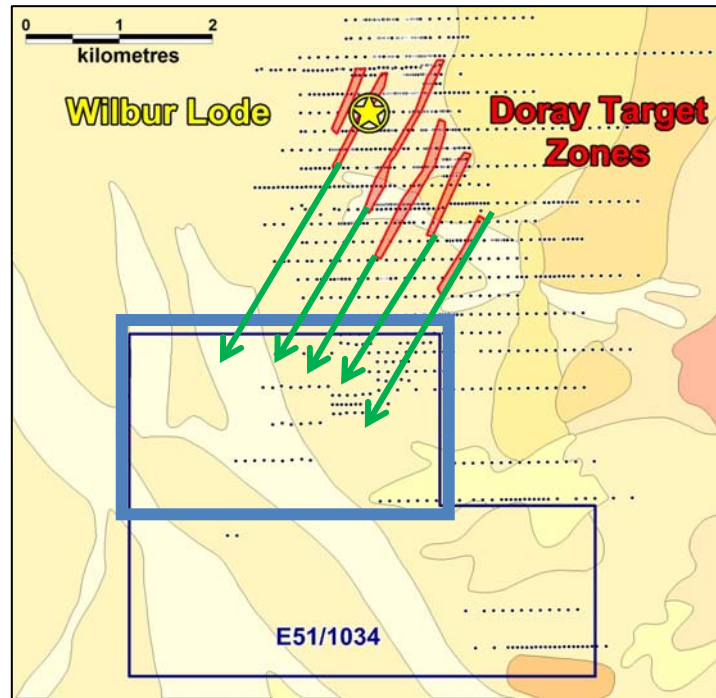 0 1 2
kilometres
Wilbur Lode
Doray Target
Zones
E51/1034